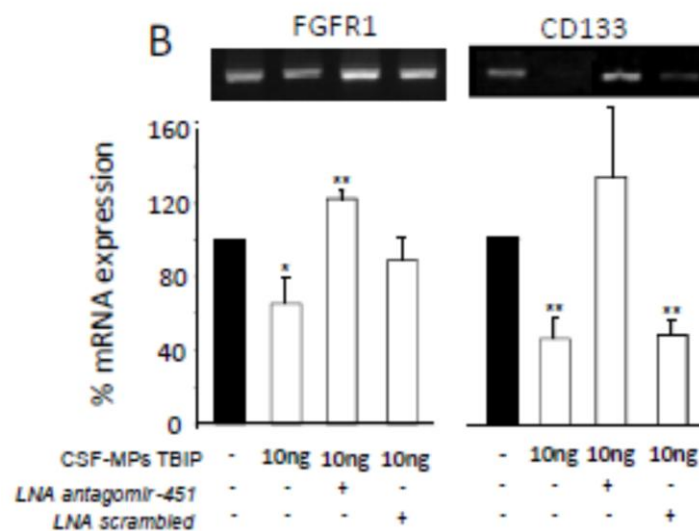 B FGFR1 CD133
160
120
80
40
0
% mRNA expression
** * ** **
CSF-MPs TBIP - 10ng 10ng 10ng - 10ng 10ng 10ng
LNA antagomir-451 - - + - - - + -
LNA scrambled - - - + - - - +